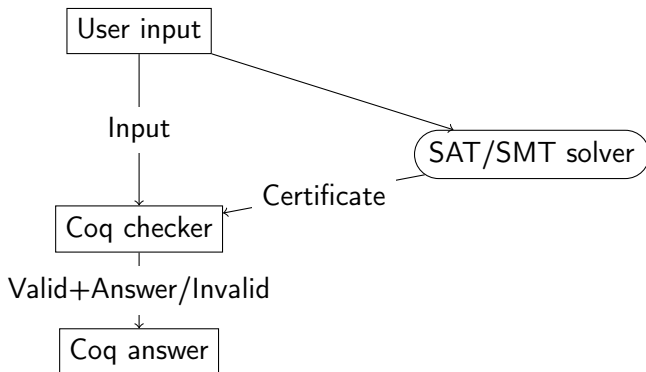 User input
Input
SAT/SMT solver
Certificate
Coq checker
Valid+Answer/Invalid
Coq answer